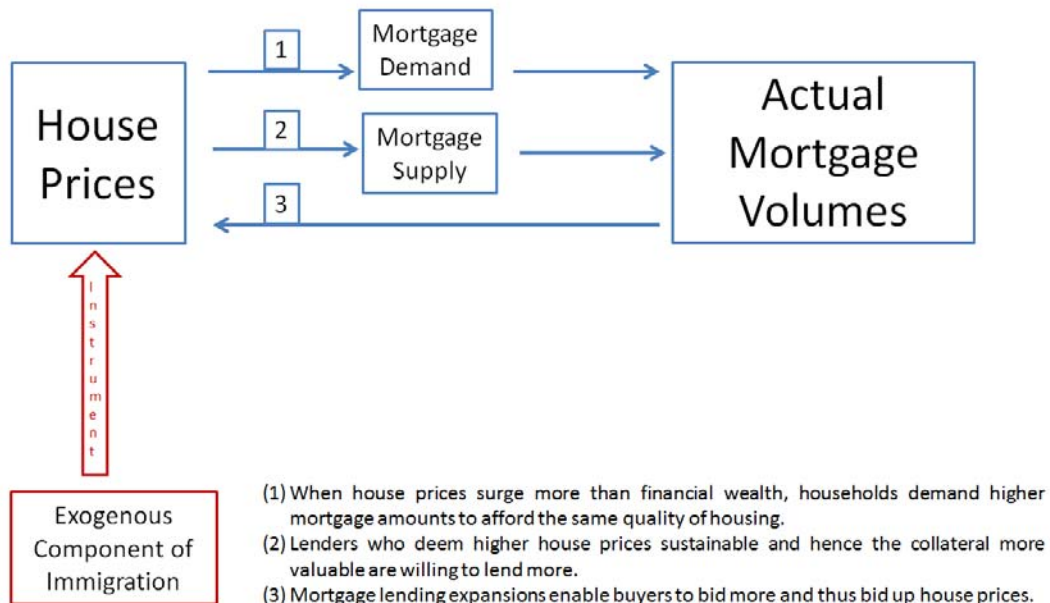 1
Mortgage
Demand
House
Prices
2
Mortgage
Supply
3
Actual
Mortgage
Volumes
Instrument
Exogenous
Component of
Immigration
(1) When house prices surge more than financial wealth, households demand higher
mortgage amounts to afford the same quality of housing.
(2) Lenders who deem higher house prices sustainable and hence the collateral more
valuable are willing to lend more.
(3) Mortgage lending expansions enable buyers to bid more and thus bid up house prices.